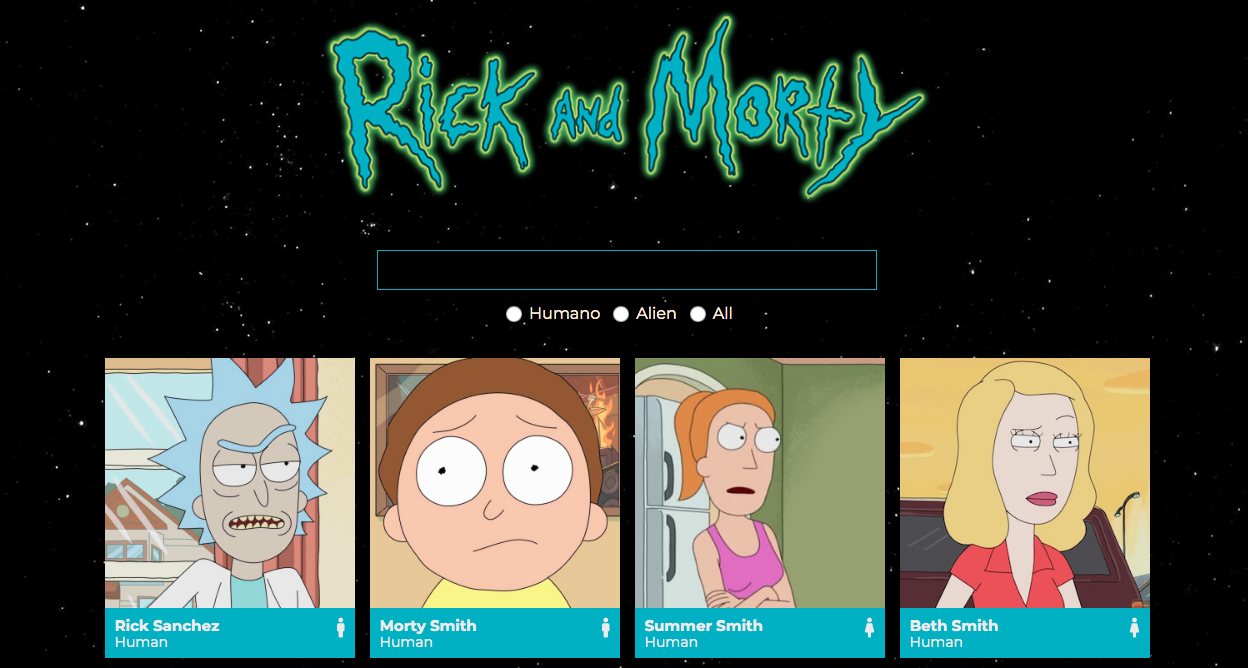 Rick and Morty
Humano Alien All
Rick Sanchez
Human
Morty Smith
Human
Summer Smith
Human
Beth Smith
Human